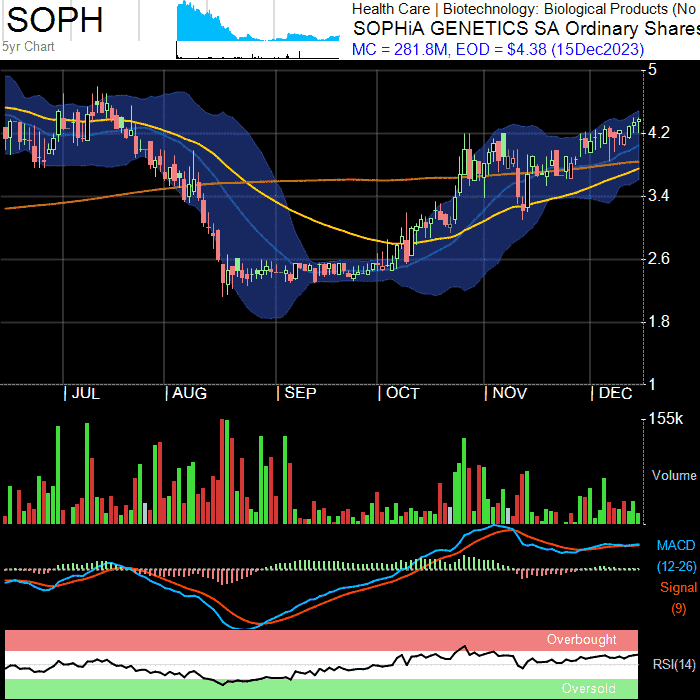 SOPH
5yr Chart
Health Care | Biotechnology: Biological Products (No
SOPHiA GENETICS SA Ordinary Shares
MC = 281.8M, EOD = $4.38 (15Dec2023)
5
4.2
3.4
2.6
1.8
1
| JUL | AUG | SEP | OCT | NOV | DEC
155k
Volume
MACD
(12-26)
Signal
(9)
Overbought
RSI(14)
Oversold